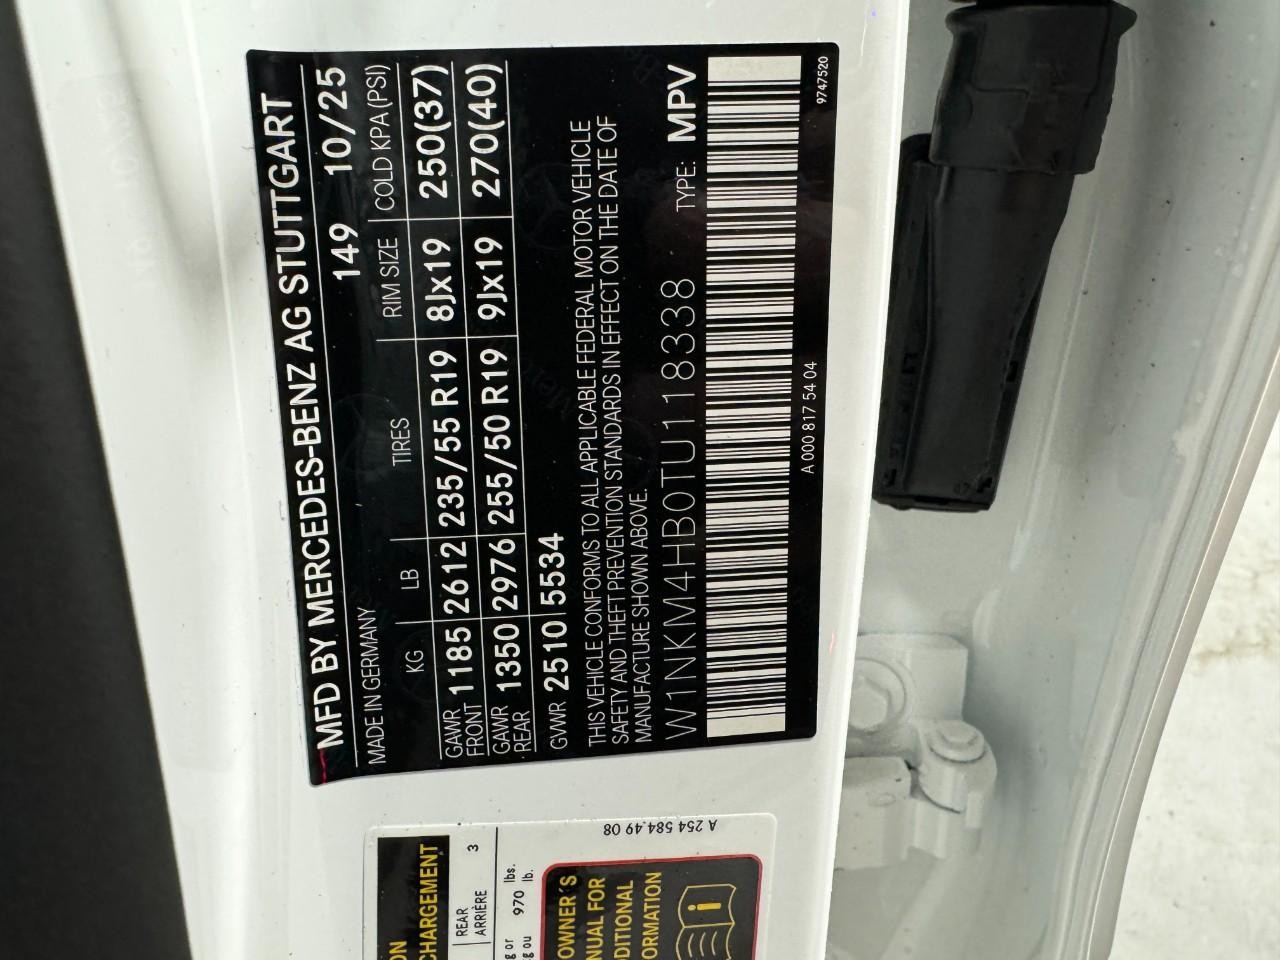 MFD BY MERCEDES-BENZ AG STUTTGART
MADE IN GERMANY 149 10/25
KG LB TIRES RIM SIZE COLD KPA(PSI)
GAWR FRONT 1185 2612 235/55 R19 8Jx19 250(37)
GAWR REAR 1350 2976 255/50 R19 9Jx19 270(40)
GVWR 2510 5534
THIS VEHICLE CONFORMS TO ALL APPLICABLE FEDERAL MOTOR VEHICLE
SAFETY AND THEFT PREVENTION STANDARDS IN EFFECT ON THE DATE OF
MANUFACTURE SHOWN ABOVE.
W1NKM4HB0TU118338 TYPE: MPV
A 000 817 54 04
9747520
A 254 584 49 08
CHARGEMENT
REAR 3
ARRIÈRE
or 970 lbs.
ou lb.
OWNER'S
FOR